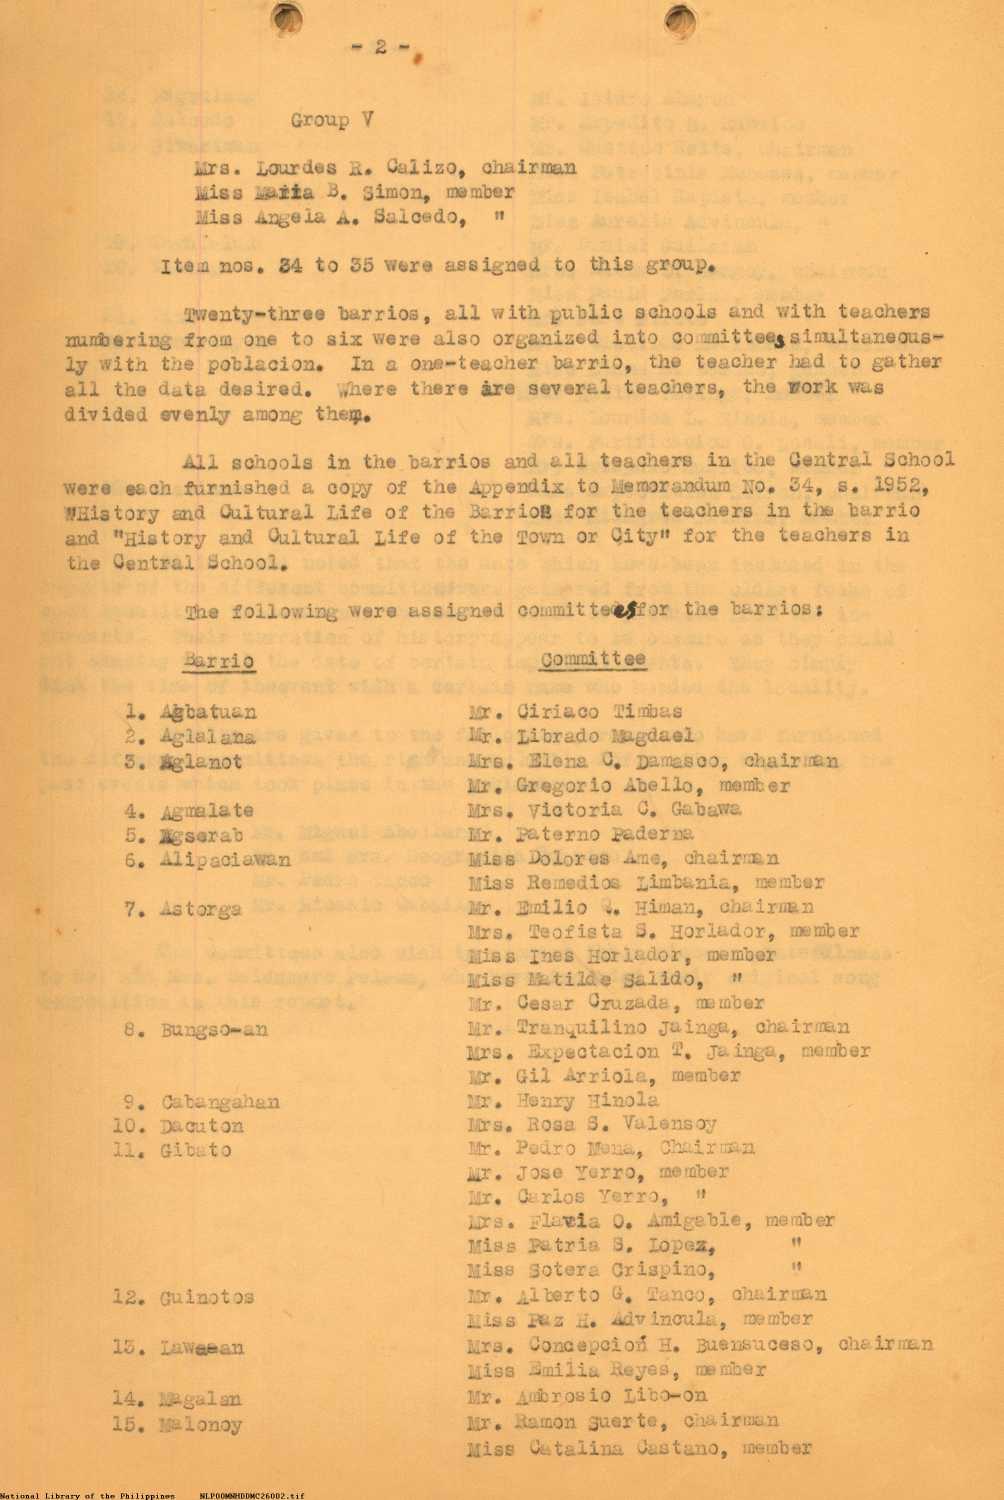 - 2 -
Group V
Mrs. Lourdes R. Calizo, chairman
Miss Maria B. Simon, member
Miss Angela A. Salcedo, "
Item nos. 34 to 35 were assigned to this group.
Twenty-three barrios, all with public schools and with teachers
numbering from one to six were also organized into committees simultaneous-
ly with the poblacion. In a one-teacher barrio, the teacher had to gather
all the data desired. Where there are several teachers, the work was
divided evenly among them.
All schools in the barrios and all teachers in the Central School
were each furnished a copy of the Appendix to Memorandum No. 34, s. 1952,
"History and Cultural Life of the Barrio" for the teachers in the barrio
and "History and Cultural Life of the Town or City" for the teachers in
the Central School.
The following were assigned committees for the barrios:
Barrio Committee
1. Agbatuan Mr. Ciriaco Timbas
2. Aglalana Mr. Librado Magdael
3. Aglanot Mrs. Elena C. Damasco, chairman
Mr. Gregorio Abello, member
4. Agmalate Mrs. Victoria C. Gabawa
5. Agserab Mr. Paterno Paderna
6. Alipaciawan Miss Dolores Ame, chairman
Miss Remedios Limbania, member
7. Astorga Mr. Emilio Q. Himan, chairman
Mrs. Teofista S. Horlador, member
Miss Ines Horlador, member
Miss Matilde Salido, "
Mr. Cesar Cruzada, member
8. Bungso-an Mr. Tranquilino Jainga, chairman
Mrs. Expectacion T. Jainga, member
Mr. Gil Arriola, member
9. Cabangahan Mr. Henry Hinola
10. Dacuton Mrs. Rosa S. Valensoy
11. Gibato Mr. Pedro Mena, Chairman
Mr. Jose Yerro, member
Mr. Carlos Yerro, "
Mrs. Flavia O. Amigable, member
Miss Patria S. Lopez, "
Miss Sotera Crispino, "
12. Guinotos Mr. Alberto G. Tanco, chairman
Miss Paz H. Advincula, member
13. Lawaan Mrs. Concepcion H. Buensuceso, chairman
Miss Emilia Reyes, member
14. Magalan Mr. Ambrosio Libo-on
15. Malonoy Mr. Ramon Suerte, chairman
Miss Catalina Castano, member
National Library of the Philippines NLPOOMNHDDMC26002.tif